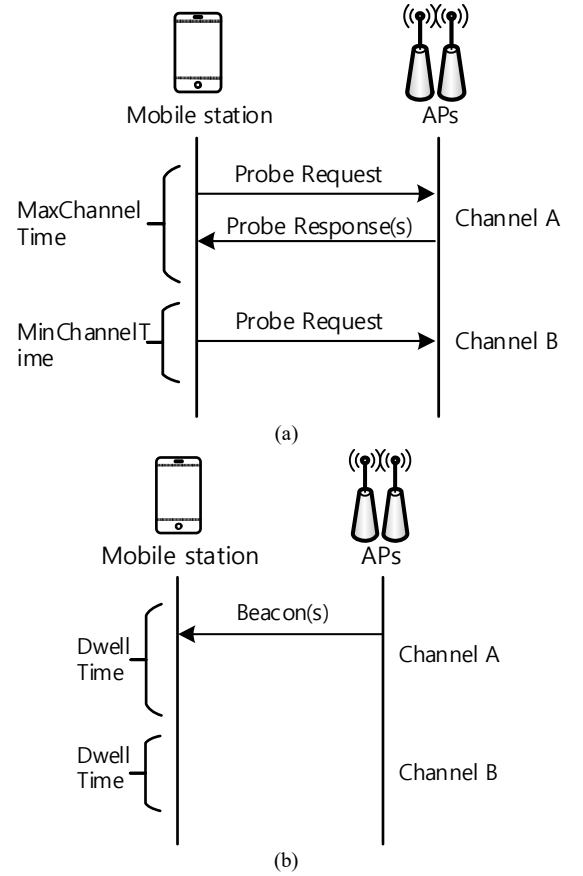 Mobile station
APs
Probe Request
MaxChannel
Time
Probe Response(s)
Channel A
MinChannelT
ime
Probe Request
Channel B
(a)
Mobile station
APs
Beacon(s)
Dwell
Time
Channel A
Dwell
Time
Channel B
(b)